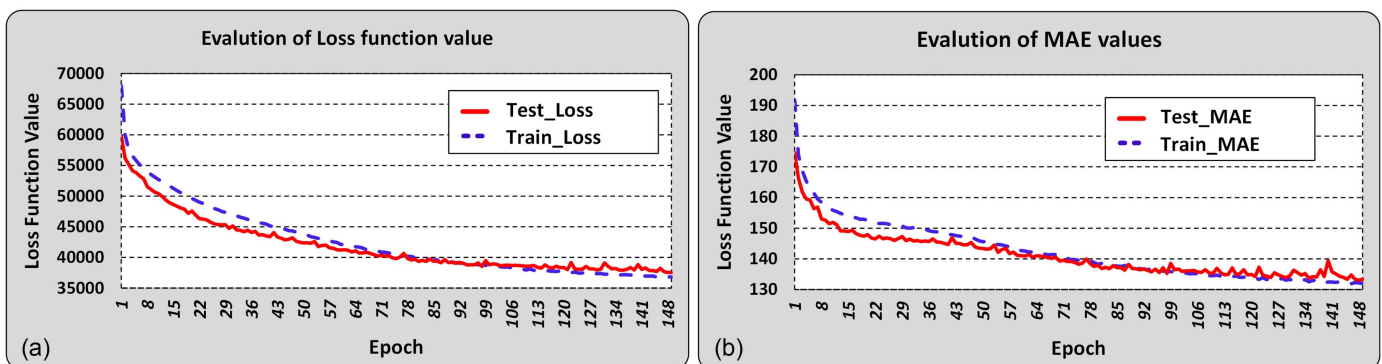 Evalution of Loss function value
Loss Function Value
70000
65000
60000
55000
50000
45000
40000
35000
Test_Loss
Train_Loss
1 8 15 22 29 36 43 50 57 64 71 78 85 92 99 106 113 120 127 134 141 148
Epoch
(a)
Evalution of MAE values
Loss Function Value
200
190
180
170
160
150
140
130
Test_MAE
Train_MAE
1 8 15 22 29 36 43 50 57 64 71 78 85 92 99 106 113 120 127 134 141 148
Epoch
(b)